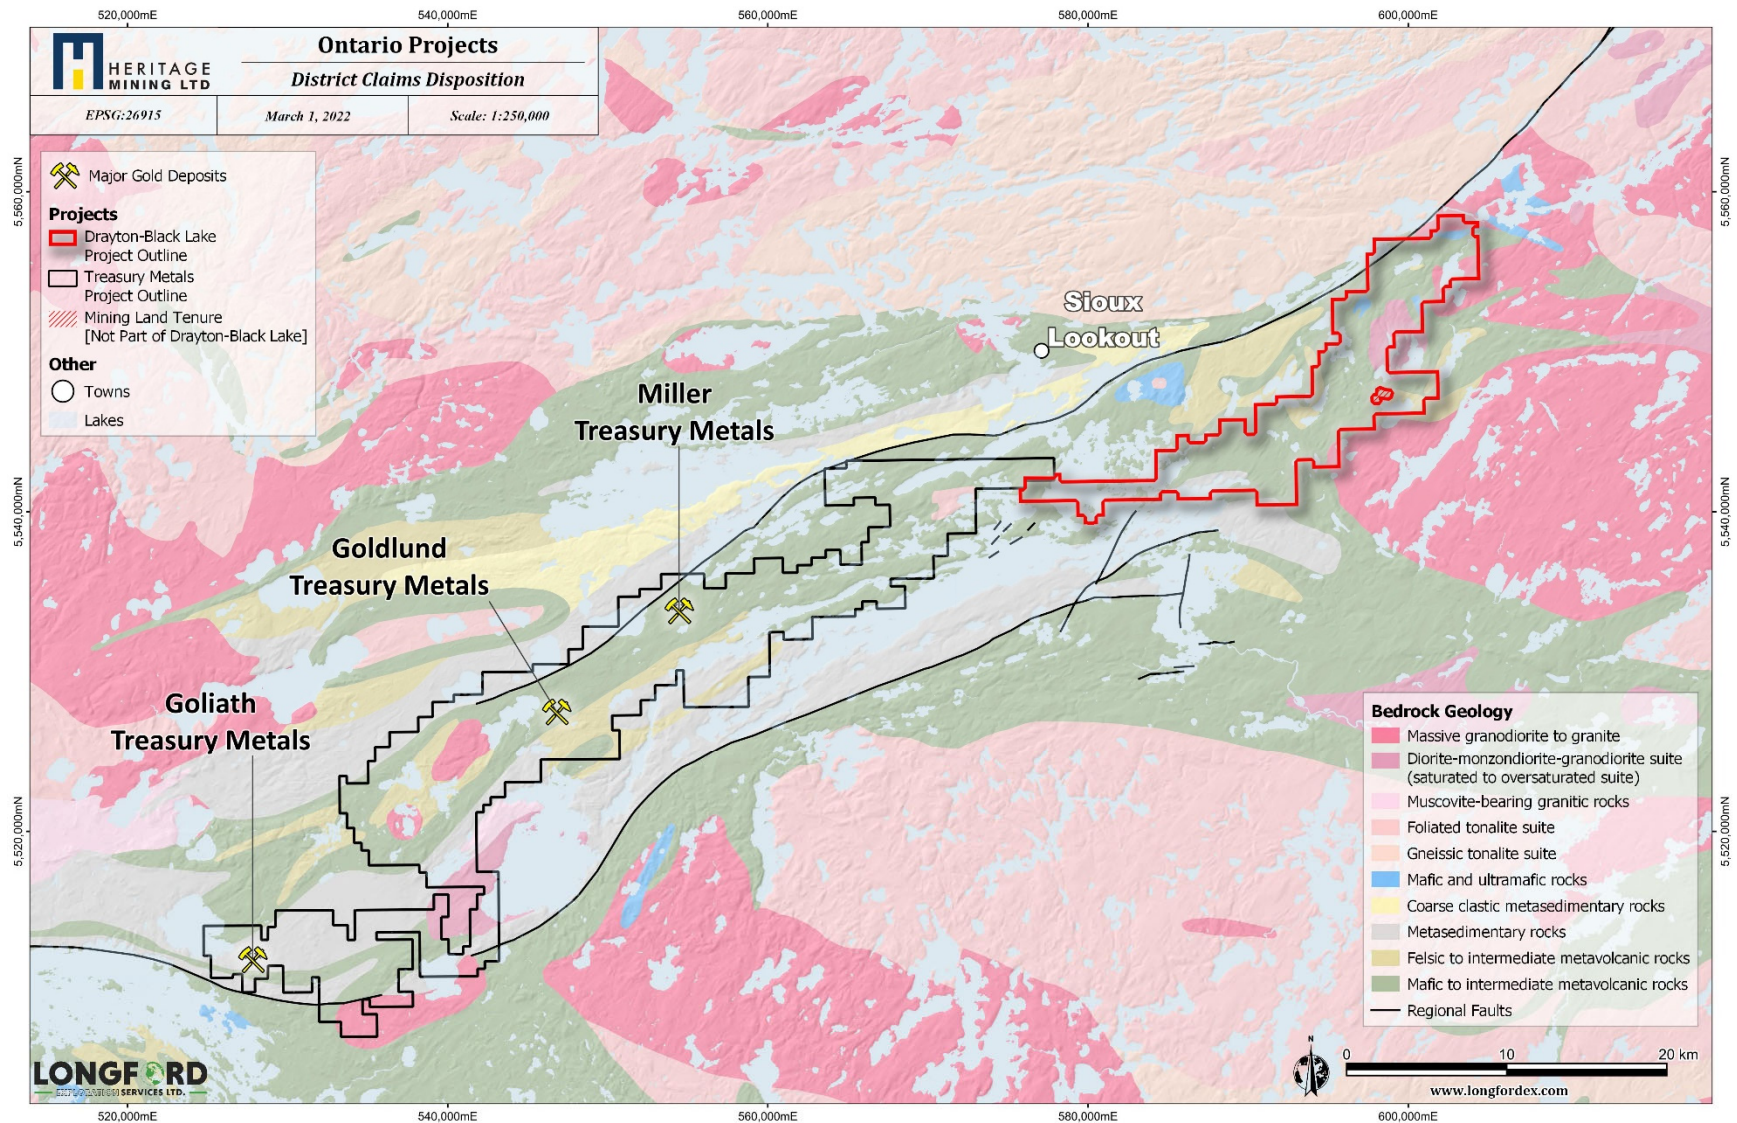 520,000mE
540,000mE
560,000mE
580,000mE
600,000mE
HERITAGE
MINING LTD
Ontario Projects
District Claims Disposition
EPSG:26915
March 1, 2022
Scale: 1:250,000
5,560,000mN
5,560,000mN
Major Gold Deposits
Projects
Drayton-Black Lake
Project Outline
Treasury Metals
Project Outline
Mining Land Tenure
[Not Part of Drayton-Black Lake]
Other
Towns
Lakes
Sioux
Lookout
Miller
Treasury Metals
5,540,000mN
5,540,000mN
Goldlund
Treasury Metals
Goliath
Treasury Metals
5,520,000mN
5,520,000mN
Bedrock Geology
Massive granodiorite to granite
Diorite-monzondiorite-granodiorite suite
(saturated to oversaturated suite)
Muscovite-bearing granitic rocks
Foliated tonalite suite
Gneissic tonalite suite
Mafic and ultramafic rocks
Coarse clastic metasedimentary rocks
Metasedimentary rocks
Felsic to intermediate metavolcanic rocks
Mafic to intermediate metavolcanic rocks
Regional Faults
N
0 10 20 km
www.longfordex.com
LONGFORD
EXPLORATION SERVICES LTD.
520,000mE
540,000mE
560,000mE
580,000mE
600,000mE